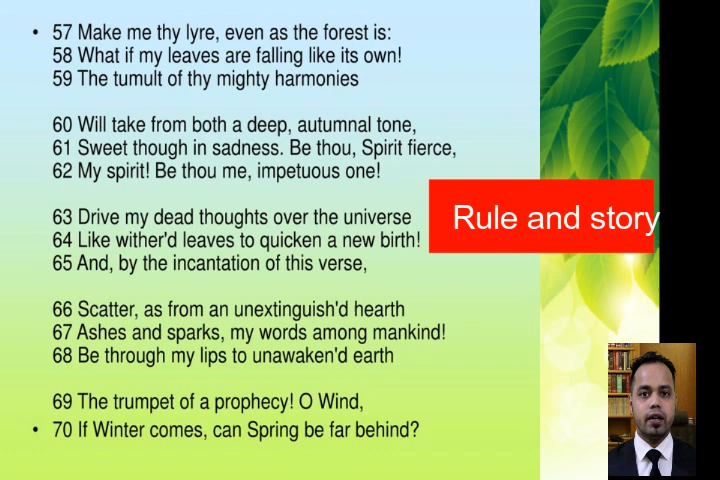 • 57 Make me thy lyre, even as the forest is:
58 What if my leaves are falling like its own!
59 The tumult of thy mighty harmonies
60 Will take from both a deep, autumnal tone,
61 Sweet though in sadness. Be thou, Spirit fierce,
62 My spirit! Be thou me, impetuous one!
63 Drive my dead thoughts over the universe
64 Like wither'd leaves to quicken a new birth!
65 And, by the incantation of this verse,
66 Scatter, as from an unextinguish'd hearth
67 Ashes and sparks, my words among mankind!
68 Be through my lips to unawaken'd earth
69 The trumpet of a prophecy! O Wind,
• 70 If Winter comes, can Spring be far behind?
Rule and story